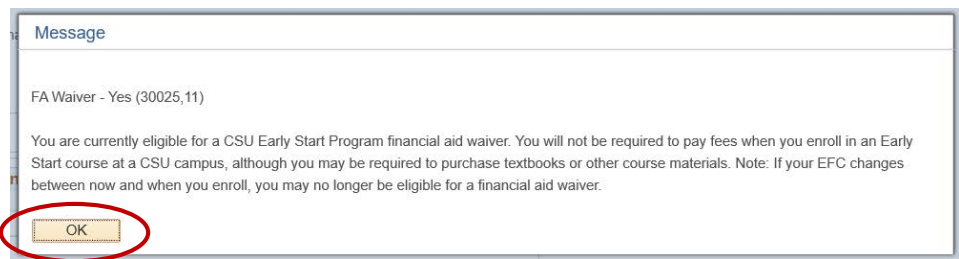 Message
FA Waiver - Yes (30025,11)
You are currently eligible for a CSU Early Start Program financial aid waiver. You will not be required to pay fees when you enroll in an Early
Start course at a CSU campus, although you may be required to purchase textbooks or other course materials. Note: If your EFC changes
between now and when you enroll, you may no longer be eligible for a financial aid waiver.
OK